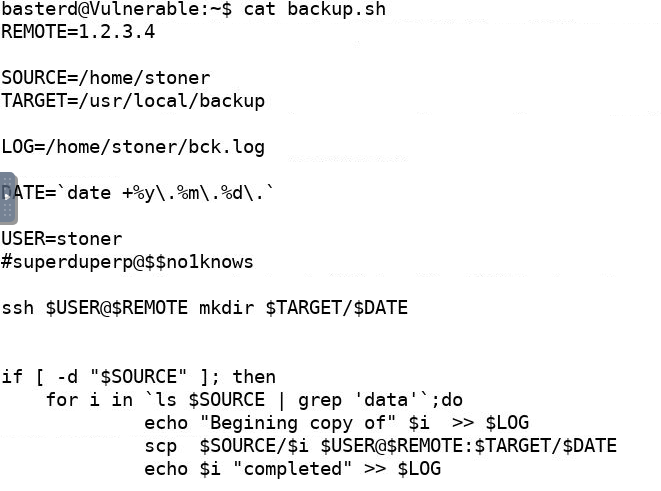 basterd@Vulnerable:~$ cat backup.sh
REMOTE=1.2.3.4
SOURCE=/home/stoner
TARGET=/usr/local/backup
LOG=/home/stoner/bck.log
DATE=`date +%y\.%m\.%d\.`
USER=stoner
#superduperp@$$no1knows
ssh $USER@$REMOTE mkdir $TARGET/$DATE
if [ -d "$SOURCE" ]; then
    for i in `ls $SOURCE | grep 'data'`;do
             echo "Begining copy of" $i  >> $LOG
             scp  $SOURCE/$i $USER@$REMOTE:$TARGET/$DATE
             echo $i "completed" >> $LOG